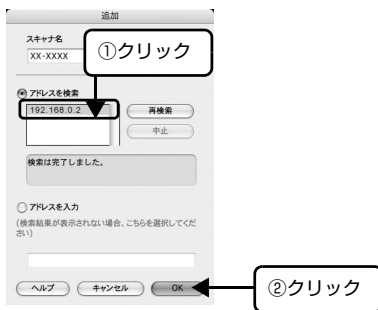 追加
スキャナ名
XX-XXXX
①クリック
アドレスを検索
192.168.0.2
再検索
中止
検索は完了しました。
アドレスを入力
(検索結果が表示されない場合、こちらを選択してくだ
さい)
ヘルプ
キャンセル
OK
②クリック